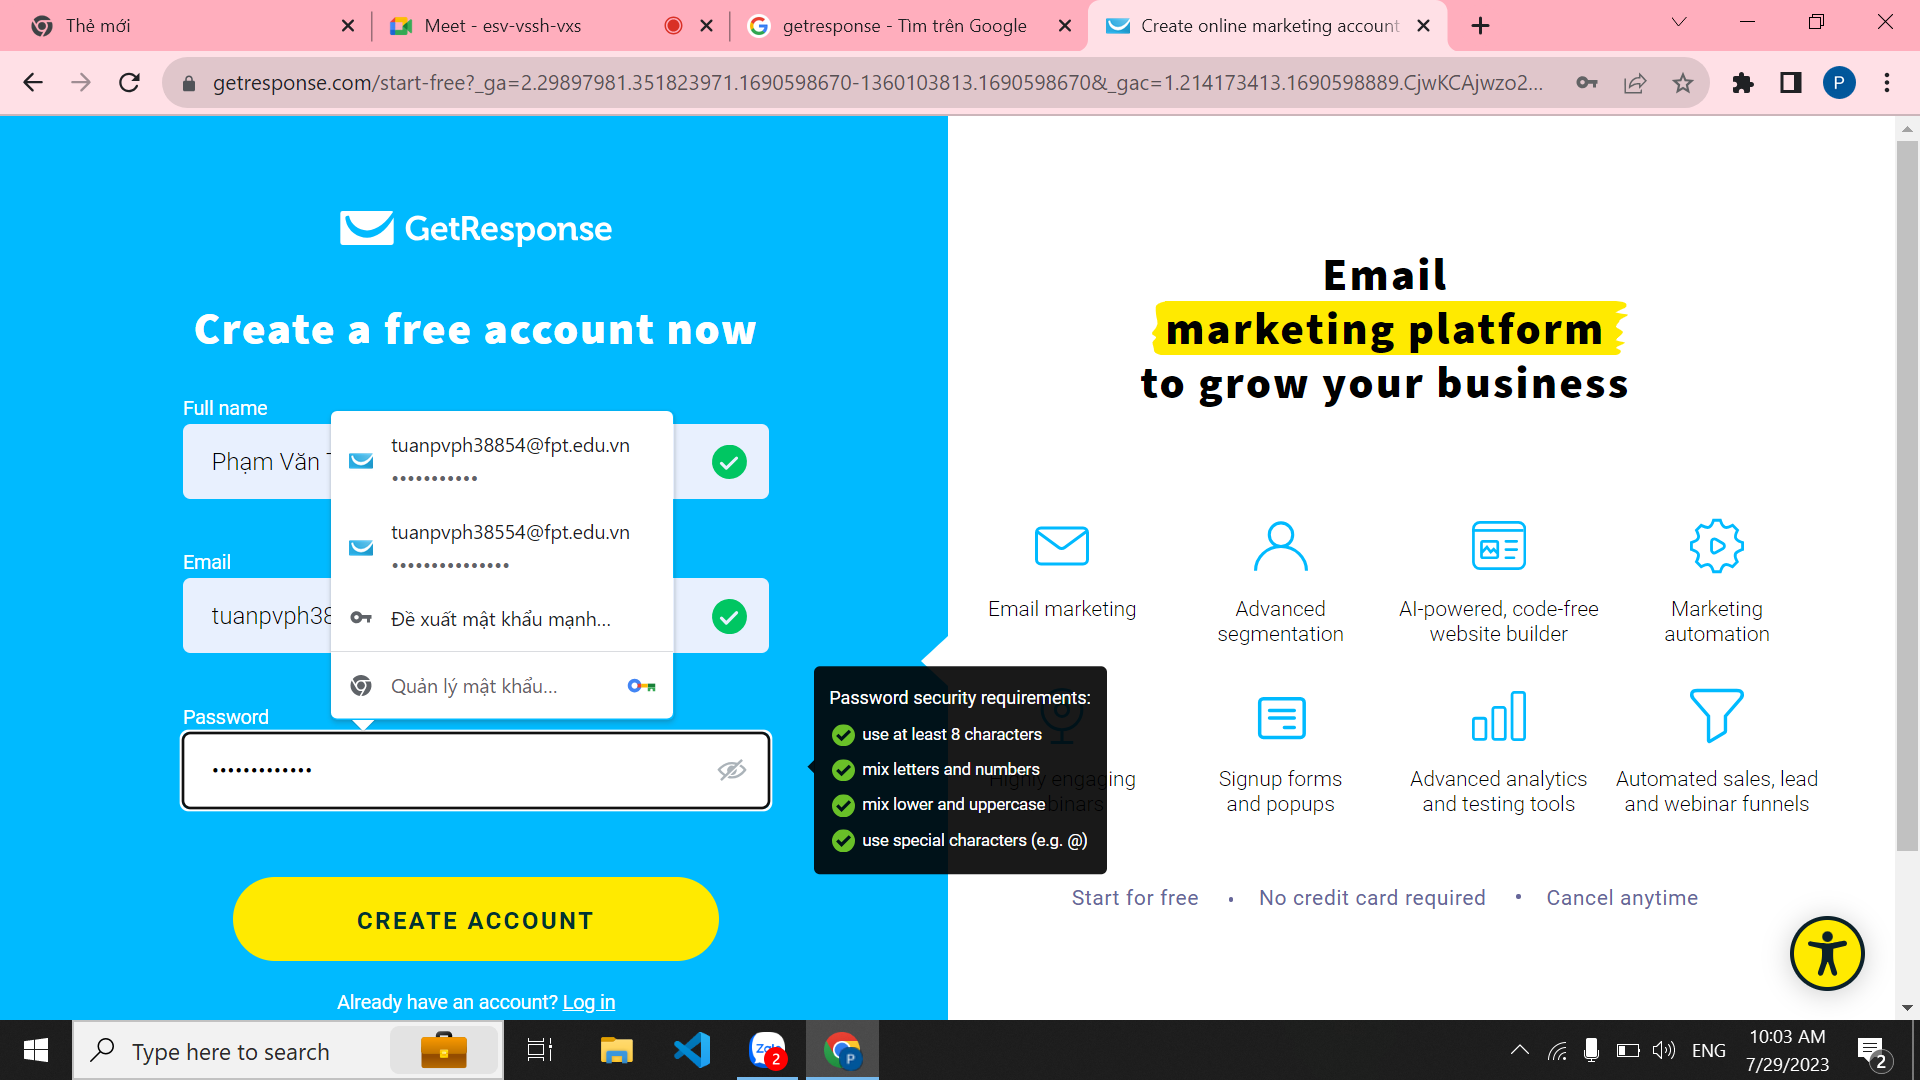 Thẻ mới
Meet - esv-vssh-vxs
getresponse - Tìm trên Google
Create online marketing account
getresponse.com/start-free?_ga=2.29897981.351823971.1690598670-1360103813.1690598670&_gac=1.214173413.1690598889.CjwKCAjwzo2...
P
GetResponse
Create a free account now
Full name
Phạm Văn
tuanpvph38854@fpt.edu.vn
•••••••••••
tuanpvph38554@fpt.edu.vn
•••••••••••••••
Đề xuất mật khẩu mạnh...
Quản lý mật khẩu...
Email
tuanpvph38
Password
•••••••••••••
Password security requirements:
use at least 8 characters
mix letters and numbers
mix lower and uppercase
use special characters (e.g. @)
CREATE ACCOUNT
Already have an account? Log in
Email
marketing platform
to grow your business
Email marketing
Advanced
segmentation
AI-powered, code-free
website builder
Marketing
automation
Highly engaging
Signup forms
and popups
Advanced analytics
and testing tools
Automated sales, lead
and webinar funnels
Start for free • No credit card required • Cancel anytime
Type here to search
Zalo
2
P
ENG
10:03 AM
7/29/2023
2